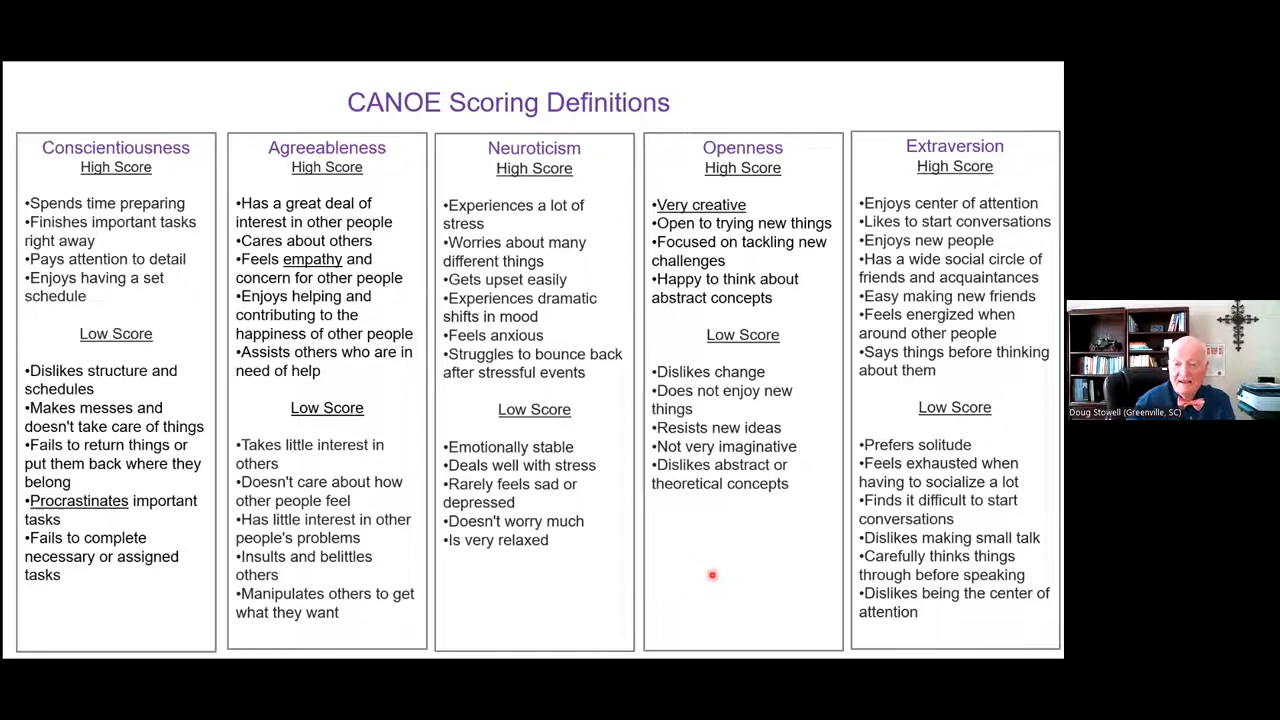 CANOE Scoring Definitions
Conscientiousness
High Score
•Spends time preparing
•Finishes important tasks
right away
•Pays attention to detail
•Enjoys having a set
schedule
Low Score
•Dislikes structure and
schedules
•Makes messes and
doesn't take care of things
•Fails to return things or
put them back where they
belong
•Procrastinates important
tasks
•Fails to complete
necessary or assigned
tasks
Agreeableness
High Score
•Has a great deal of
interest in other people
•Cares about others
•Feels empathy and
concern for other people
•Enjoys helping and
contributing to the
happiness of other people
•Assists others who are in
need of help
Low Score
•Takes little interest in
others
•Doesn't care about how
other people feel
•Has little interest in other
people's problems
•Insults and belittles
others
•Manipulates others to get
what they want
Neuroticism
High Score
•Experiences a lot of
stress
•Worries about many
different things
•Gets upset easily
•Experiences dramatic
shifts in mood
•Feels anxious
•Struggles to bounce back
after stressful events
Low Score
•Emotionally stable
•Deals well with stress
•Rarely feels sad or
depressed
•Doesn't worry much
•Is very relaxed
Openness
High Score
•Very creative
•Open to trying new things
•Focused on tackling new
challenges
•Happy to think about
abstract concepts
Low Score
•Dislikes change
•Does not enjoy new
things
•Resists new ideas
•Not very imaginative
•Dislikes abstract or
theoretical concepts
Extraversion
High Score
•Enjoys center of attention
•Likes to start conversations
•Enjoys new people
•Has a wide social circle of
friends and acquaintances
•Easy making new friends
•Feels energized when
around other people
•Says things before thinking
about them
Low Score
•Prefers solitude
•Feels exhausted when
having to socialize a lot
•Finds it difficult to start
conversations
•Dislikes making small talk
•Carefully thinks things
through before speaking
•Dislikes being the center of
attention
Doug Stowell (Greenville, SC)